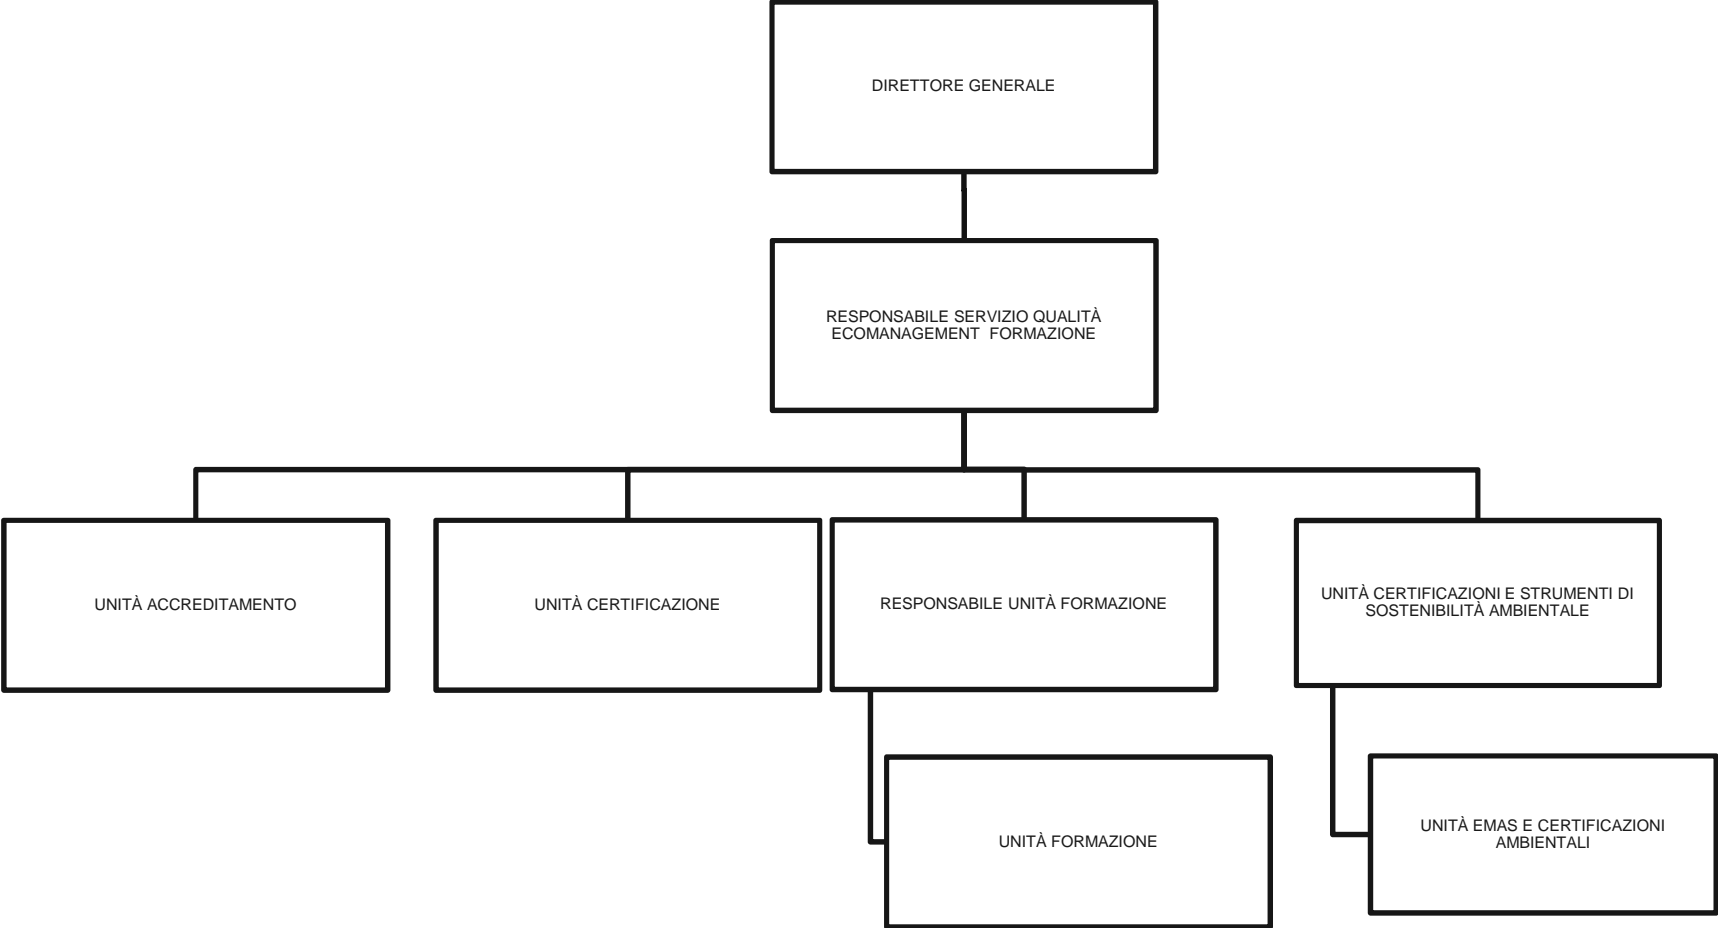 DIRETTORE GENERALE
RESPONSABILE SERVIZIO QUALITÀ
ECOMANAGEMENT  FORMAZIONE
UNITÀ ACCREDITAMENTO
UNITÀ CERTIFICAZIONE
RESPONSABILE UNITÀ FORMAZIONE
UNITÀ CERTIFICAZIONI E STRUMENTI DI
SOSTENIBILITÀ AMBIENTALE
UNITÀ FORMAZIONE
UNITÀ EMAS E CERTIFICAZIONI
AMBIENTALI